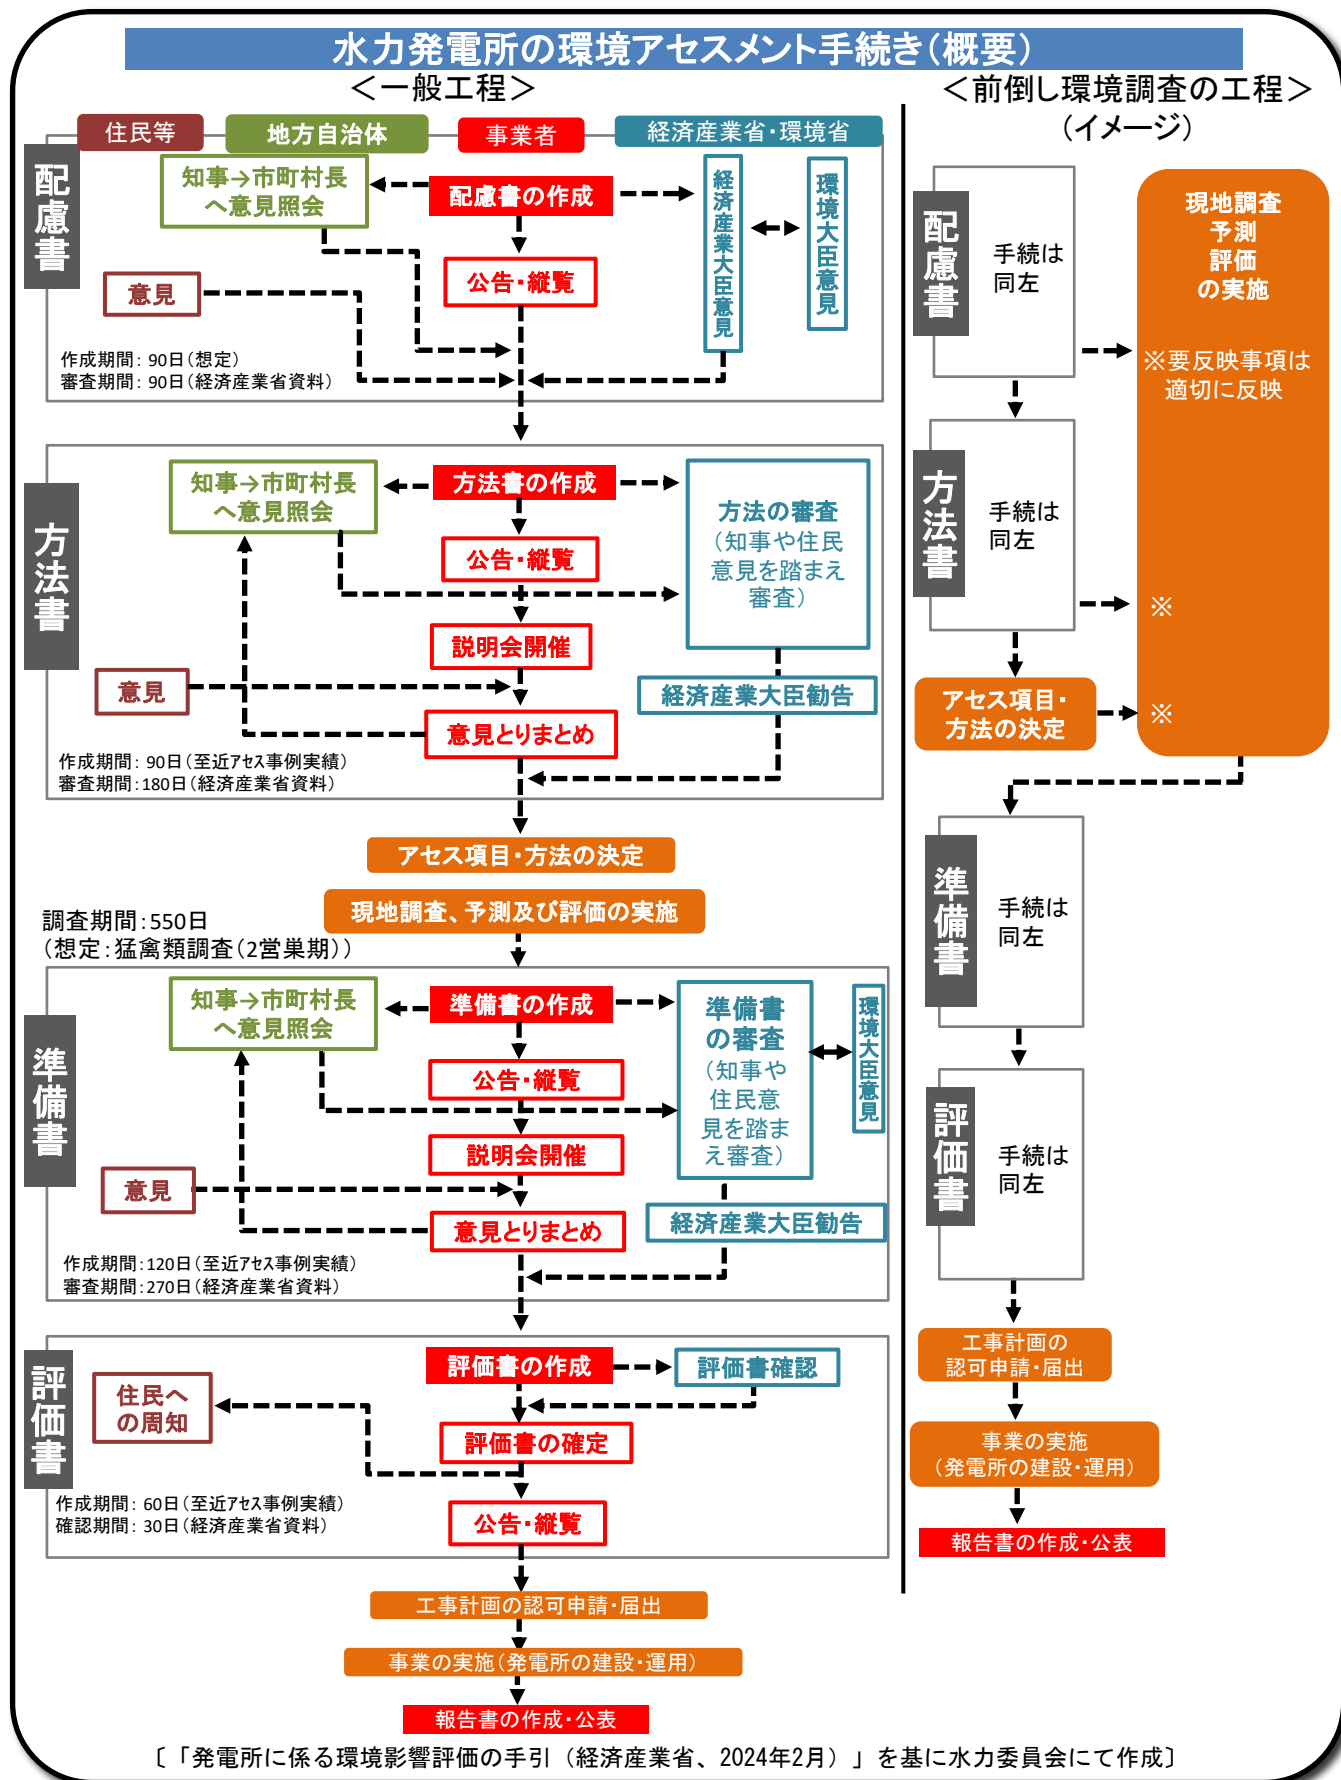 水力発電所の環境アセスメント手続き（概要）
＜一般工程＞
住民等
地方自治体
事業者
経済産業省・環境省
配慮書
知事→市町村長
へ意見照会
配慮書の作成
経済産業大臣意見
環境大臣意見
公告・縦覧
意見
作成期間：90日（想定）
審査期間：90日（経済産業省資料）
方法書
知事→市町村長
へ意見照会
方法書の作成
方法の審査
（知事や住民
意見を踏まえ
審査）
公告・縦覧
説明会開催
意見
経済産業大臣勧告
意見とりまとめ
作成期間：90日（至近アセス事例実績）
審査期間：180日（経済産業省資料）
アセス項目・方法の決定
現地調査、予測及び評価の実施
調査期間：550日
（想定：猛禽類調査（2営巣期））
準備書
知事→市町村長
へ意見照会
準備書の作成
準備書
の審査
（知事や
住民意
見を踏ま
え審査）
環境大臣意見
公告・縦覧
説明会開催
意見
経済産業大臣勧告
意見とりまとめ
作成期間：120日（至近アセス事例実績）
審査期間：270日（経済産業省資料）
評価書
評価書の作成
評価書確認
住民へ
の周知
評価書の確定
作成期間：60日（至近アセス事例実績）
確認期間：30日（経済産業省資料）
公告・縦覧
工事計画の認可申請・届出
事業の実施（発電所の建設・運用）
報告書の作成・公表
＜前倒し環境調査の工程＞
（イメージ）
配慮書
手続は
同左
現地調査
予測
評価
の実施
※要反映事項は
適切に反映
方法書
手続は
同左
※
アセス項目・
方法の決定
※
準備書
手続は
同左
評価書
手続は
同左
工事計画の
認可申請・届出
事業の実施
（発電所の建設・運用）
報告書の作成・公表
〔「発電所に係る環境影響評価の手引（経済産業省、2024年2月）」を基に水力委員会にて作成〕